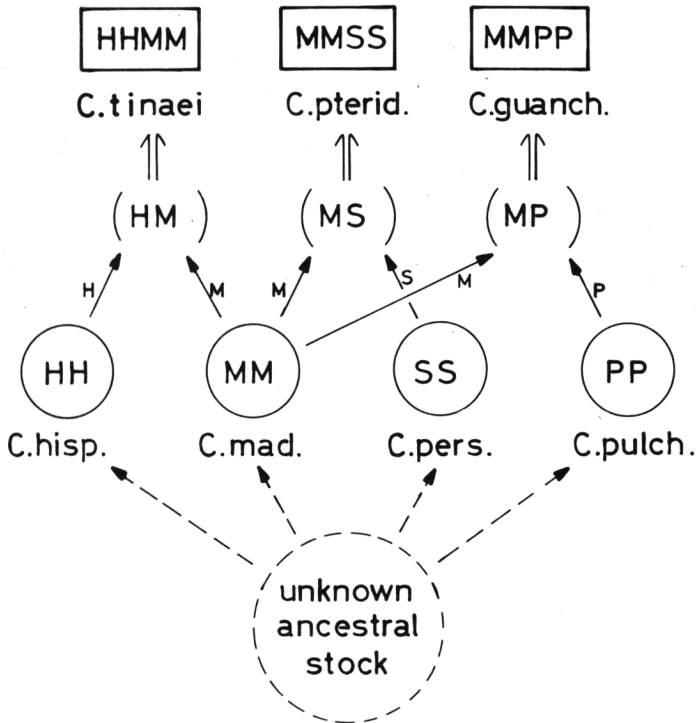 HHMM MMSS MMPP
C.tinaei C.pterid. C.guanch.
(HM) (MS) (MP)
H M M S M P
HH MM SS PP
C.hisp. C.mad. C.pers. C.pulch.
unknown
ancestral
stock